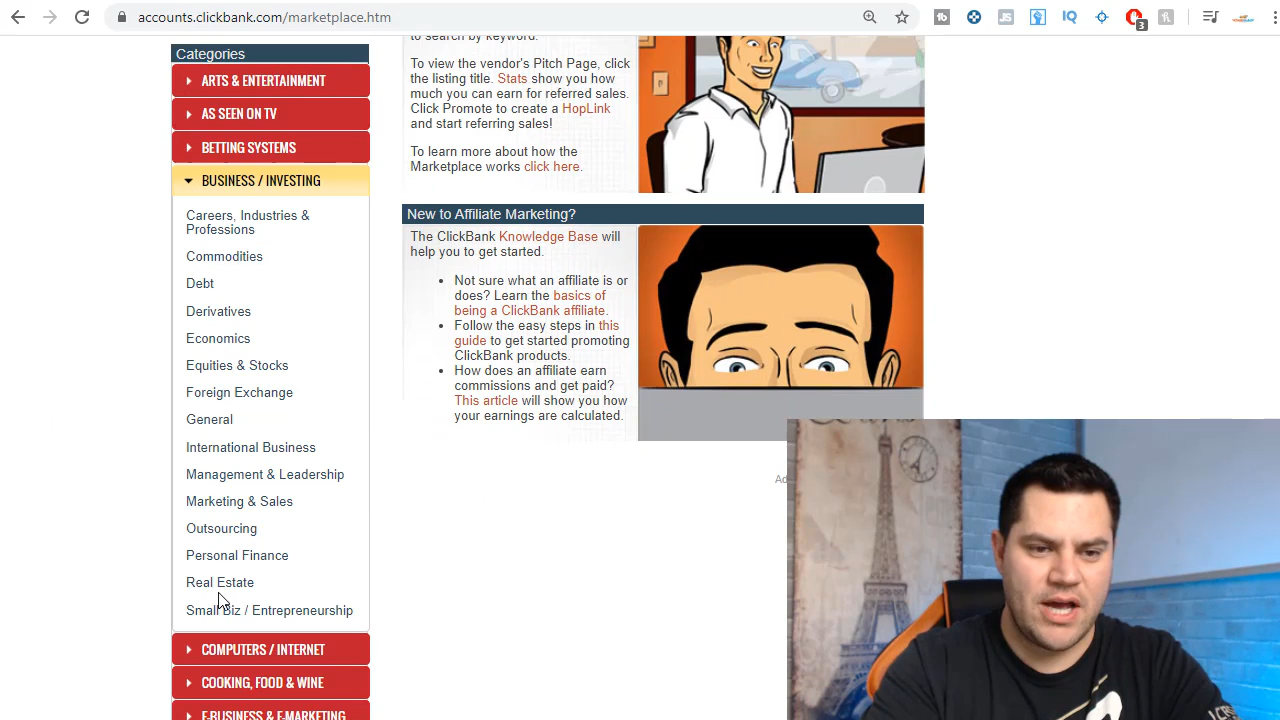 accounts.clickbank.com/marketplace.htm
3
Categories
ARTS & ENTERTAINMENT
AS SEEN ON TV
BETTING SYSTEMS
BUSINESS / INVESTING
Careers, Industries &
Professions
Commodities
Debt
Derivatives
Economics
Equities & Stocks
Foreign Exchange
General
International Business
Management & Leadership
Marketing & Sales
Outsourcing
Personal Finance
Real Estate
Small Biz / Entrepreneurship
COMPUTERS / INTERNET
COOKING, FOOD & WINE
E-BUSINESS & E-MARKETING
to search by keyword.
To view the vendor's Pitch Page, click
the listing title. Stats show you how
much you can earn for referred sales.
Click Promote to create a HopLink
and start referring sales!
To learn more about how the
Marketplace works click here.
New to Affiliate Marketing?
The ClickBank Knowledge Base will
help you to get started.
• Not sure what an affiliate is or
does? Learn the basics of
being a ClickBank affiliate.
• Follow the easy steps in this
guide to get started promoting
ClickBank products.
• How does an affiliate earn
commissions and get paid?
This article will show you how
your earnings are calculated.